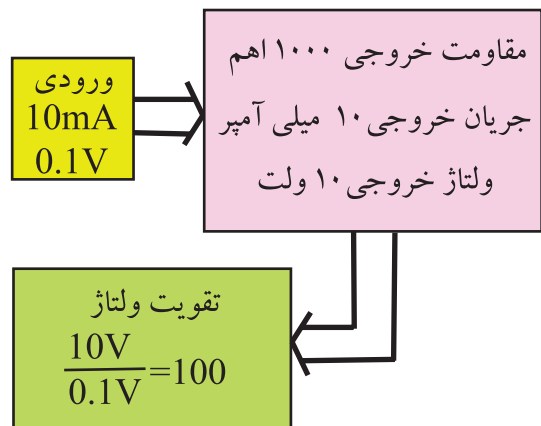 ورودی
10mA
0.1V
مقاومت خروجی ۱۰۰۰ اهم
جریان خروجی ۱۰ میلی آمپر
ولتاژ خروجی ۱۰ ولت
تقویت ولتاژ
10V
0.1V =100